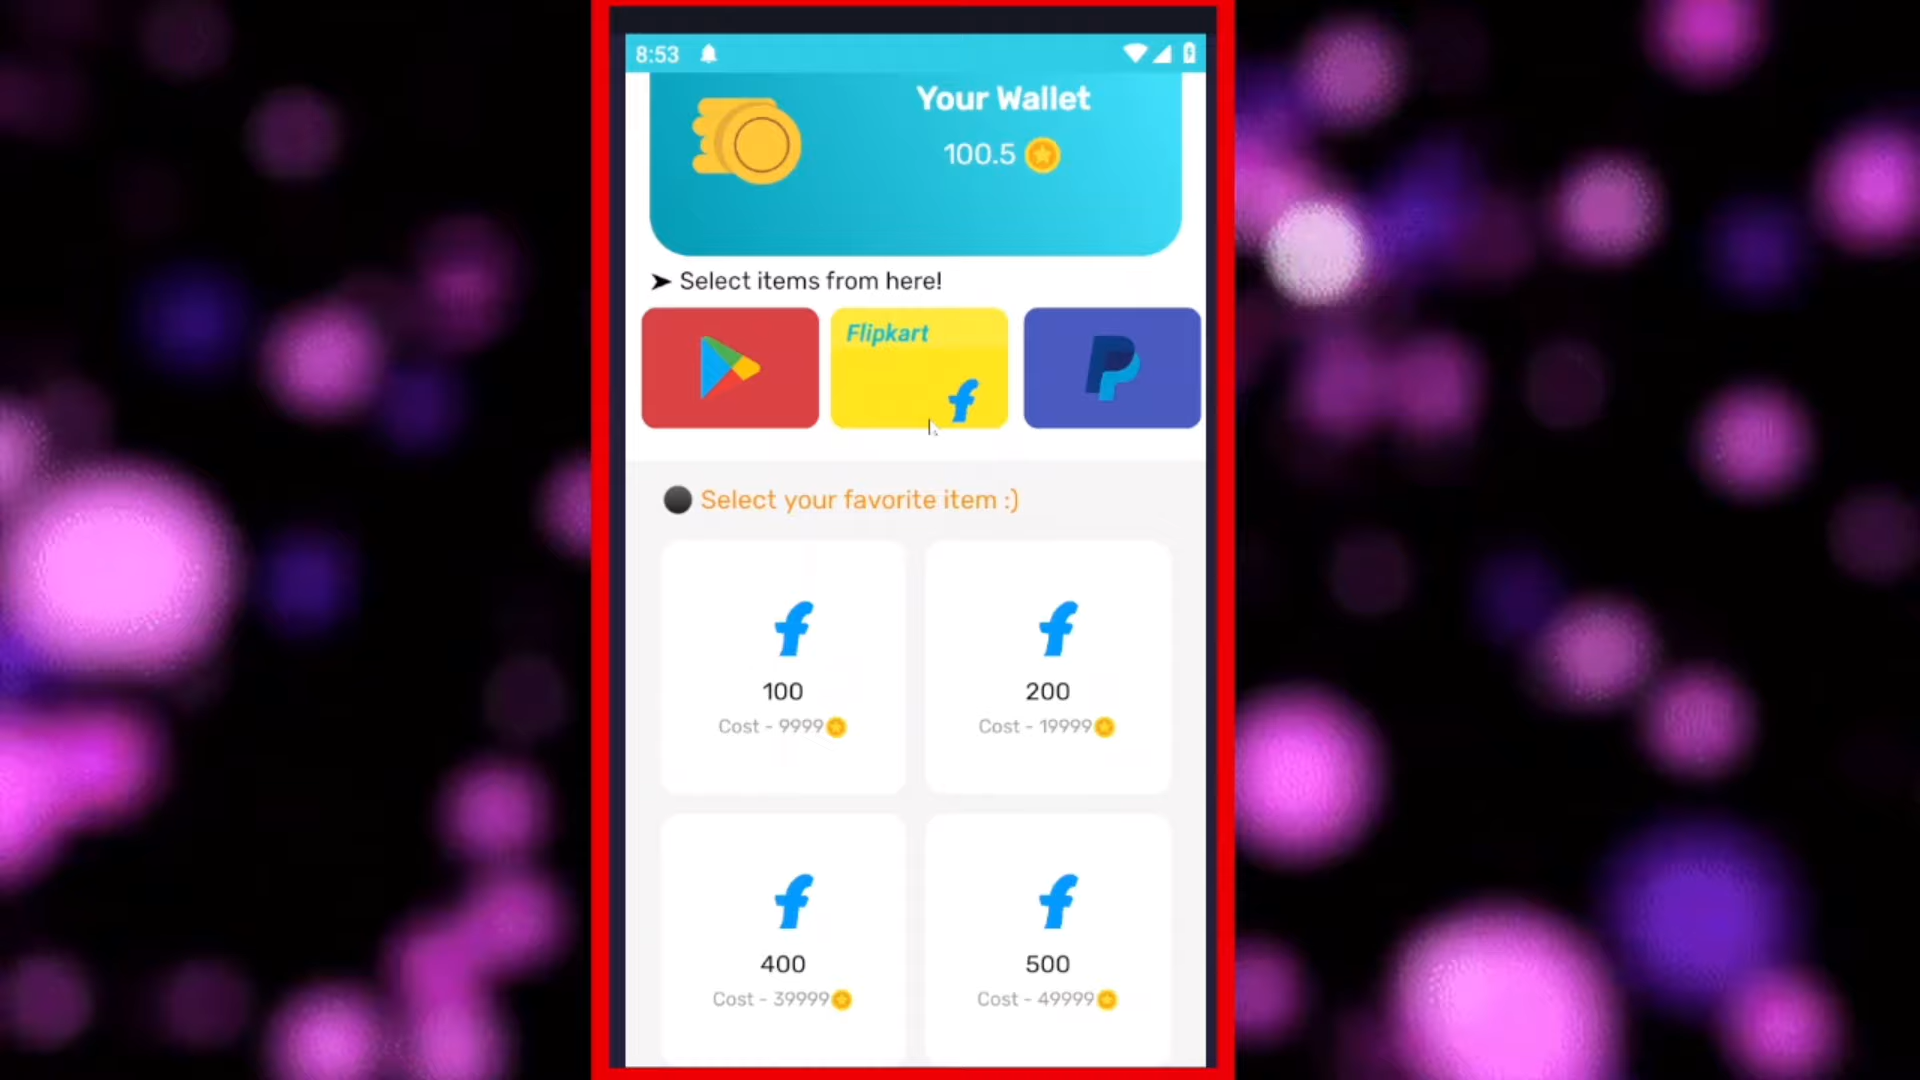 8:53
Your Wallet
100.5
➤ Select items from here!
Flipkart
Select your favorite item :)
100
Cost - 9999
200
Cost - 19999
400
Cost - 39999
500
Cost - 49999